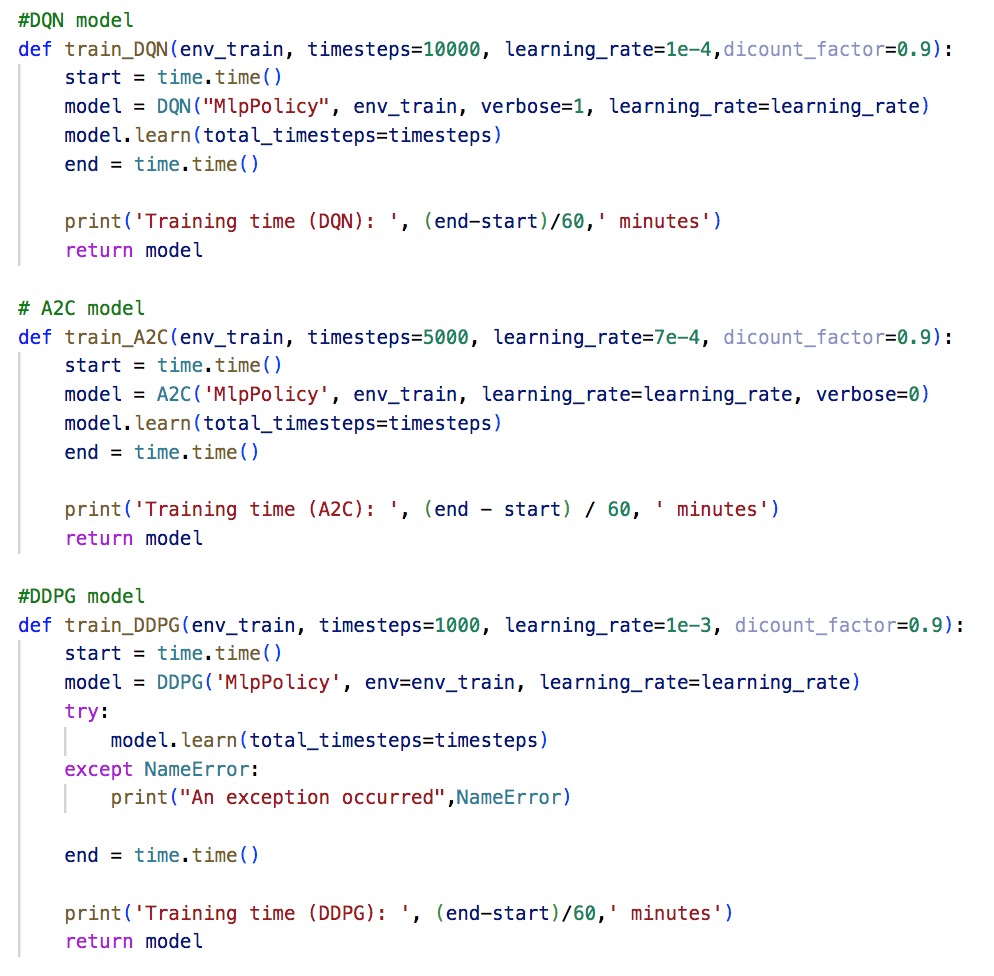 #DQN model
def train_DQN(env_train, timesteps=10000, learning_rate=1e-4,dicount_factor=0.9):
    start = time.time()
    model = DQN("MlpPolicy", env_train, verbose=1, learning_rate=learning_rate)
    model.learn(total_timesteps=timesteps)
    end = time.time()

    print('Training time (DQN): ', (end-start)/60,' minutes')
    return model

# A2C model
def train_A2C(env_train, timesteps=5000, learning_rate=7e-4, dicount_factor=0.9):
    start = time.time()
    model = A2C('MlpPolicy', env_train, learning_rate=learning_rate, verbose=0)
    model.learn(total_timesteps=timesteps)
    end = time.time()

    print('Training time (A2C): ', (end - start) / 60, ' minutes')
    return model

#DDPG model
def train_DDPG(env_train, timesteps=1000, learning_rate=1e-3, dicount_factor=0.9):
    start = time.time()
    model = DDPG('MlpPolicy', env=env_train, learning_rate=learning_rate)
    try:
        model.learn(total_timesteps=timesteps)
    except NameError:
        print("An exception occurred",NameError)

    end = time.time()

    print('Training time (DDPG): ', (end-start)/60,' minutes')
    return model